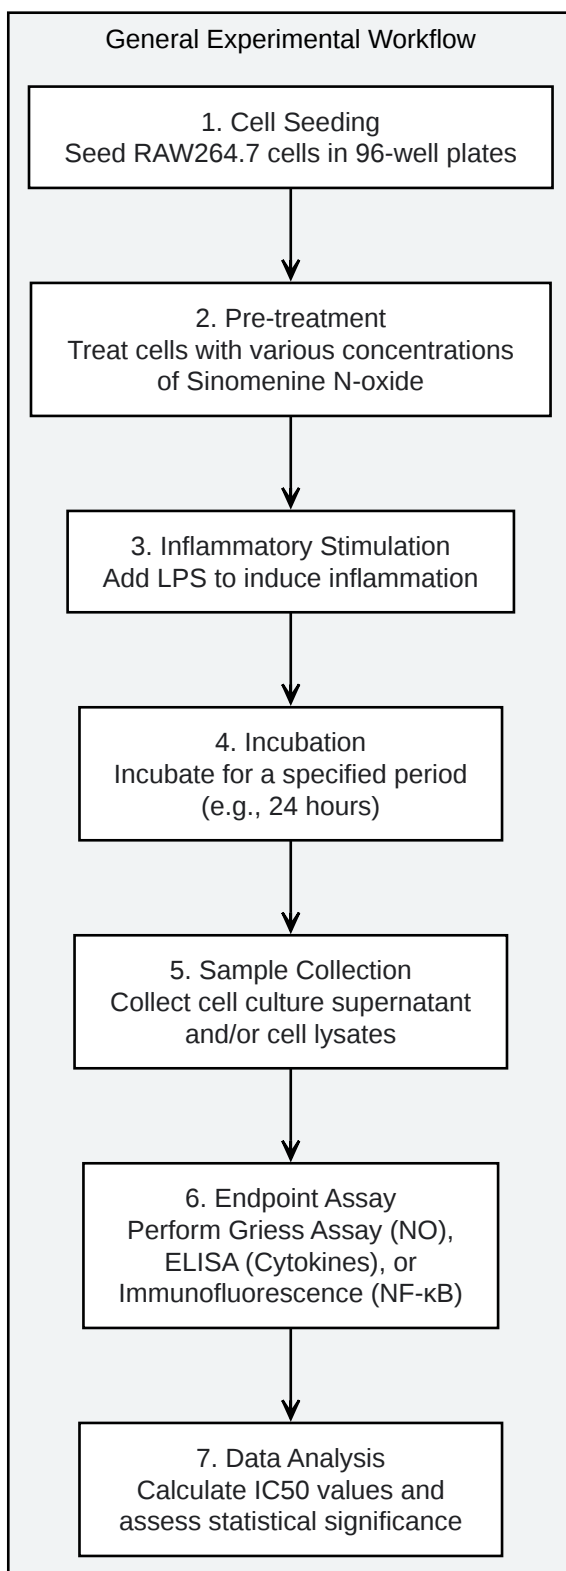 General Experimental Workflow
1. Cell Seeding
Seed RAW264.7 cells in 96-well plates
2. Pre-treatment
Treat cells with various concentrations
of Sinomenine N-oxide
3. Inflammatory Stimulation
Add LPS to induce inflammation
4. Incubation
Incubate for a specified period
(e.g., 24 hours)
5. Sample Collection
Collect cell culture supernatant
and/or cell lysates
6. Endpoint Assay
Perform Griess Assay (NO),
ELISA (Cytokines), or
Immunofluorescence (NF-κB)
7. Data Analysis
Calculate IC50 values and
assess statistical significance